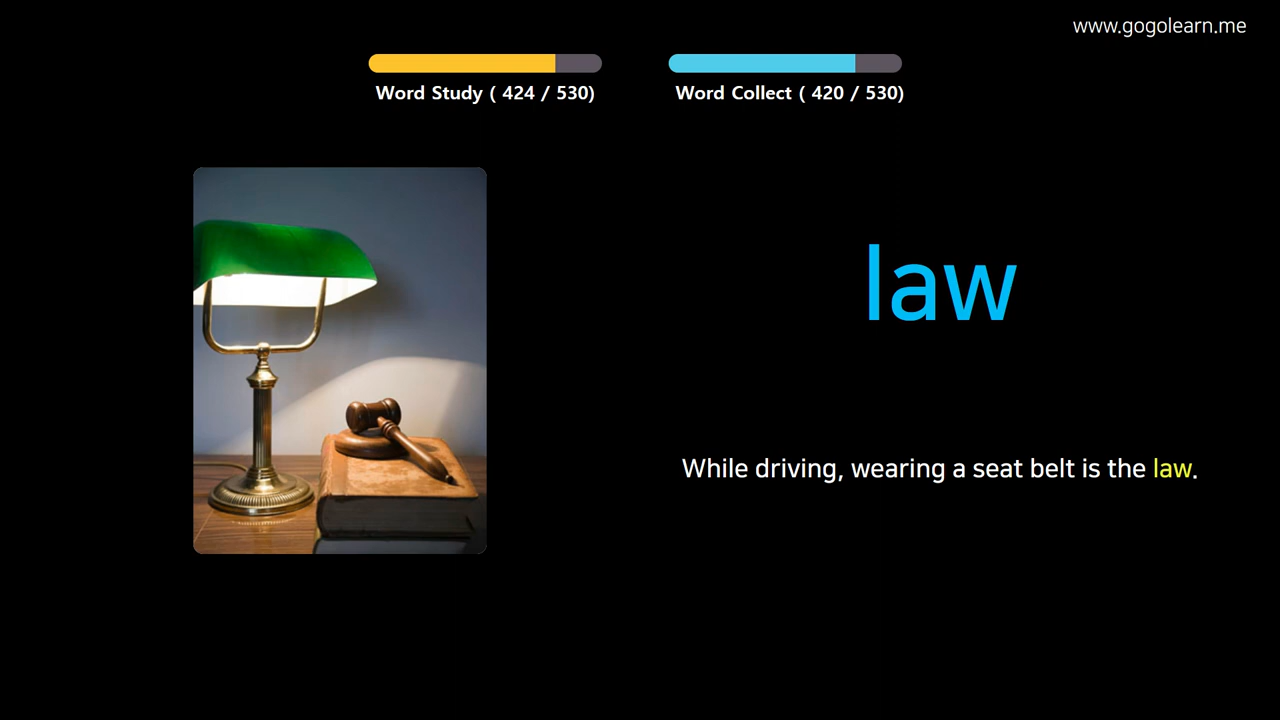 www.gogolearn.me
Word Study ( 424 / 530)
Word Collect ( 420 / 530)
law
While driving, wearing a seat belt is the law.